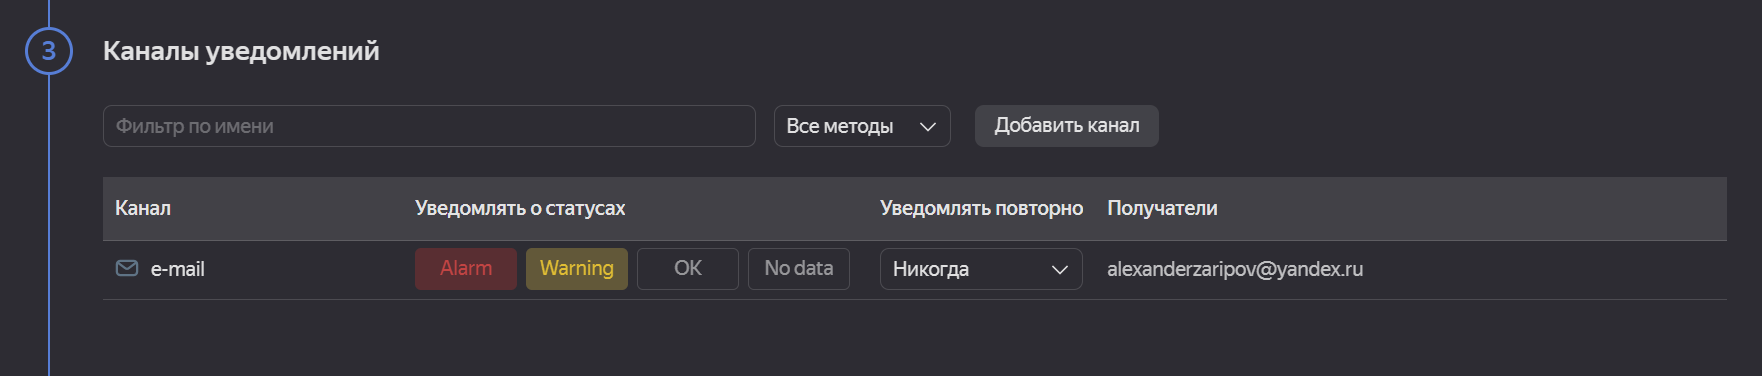 3
Каналы уведомлений
Фильтр по имени Все методы Добавить канал
Канал Уведомлять о статусах Уведомлять повторно Получатели
e-mail Alarm Warning OK No data Никогда alexanderzaripov@yandex.ru